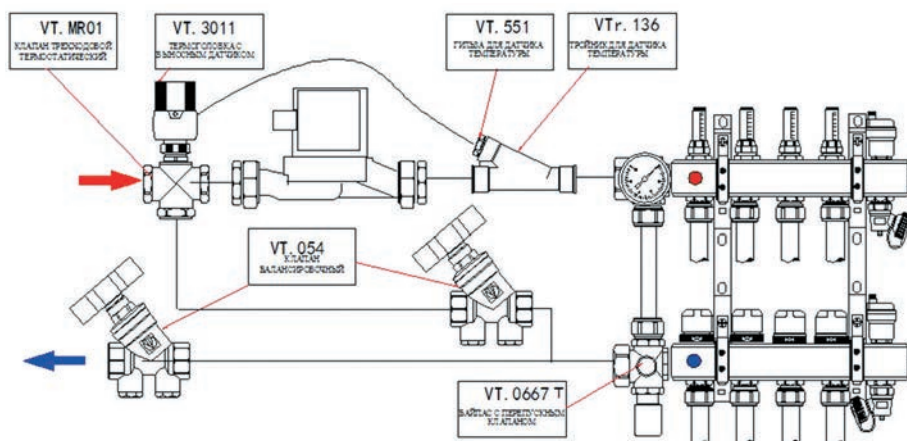 VT. MR01
КЛАПАН ТРЕХХОДОВОЙ
ТЕРМОСТАТИЧЕСКИЙ
VT. 3011
ТЕРМОГОЛОВКА С
ВЫНОСНЫМ ДАТЧИКОМ
VT. 551
ГИЛЬЗА ДЛЯ ДАТЧИКА
ТЕМПЕРАТУРЫ
VTr. 136
ТРОЙНИК ДЛЯ ДАТЧИКА
ТЕМПЕРАТУРЫ
VT. 054
КЛАПАН
БАЛАНСИРОВОЧНЫЙ
VT. 0667 T
БАЙПАС С ПЕРЕПУСКНЫМ
КЛАПАНОМ